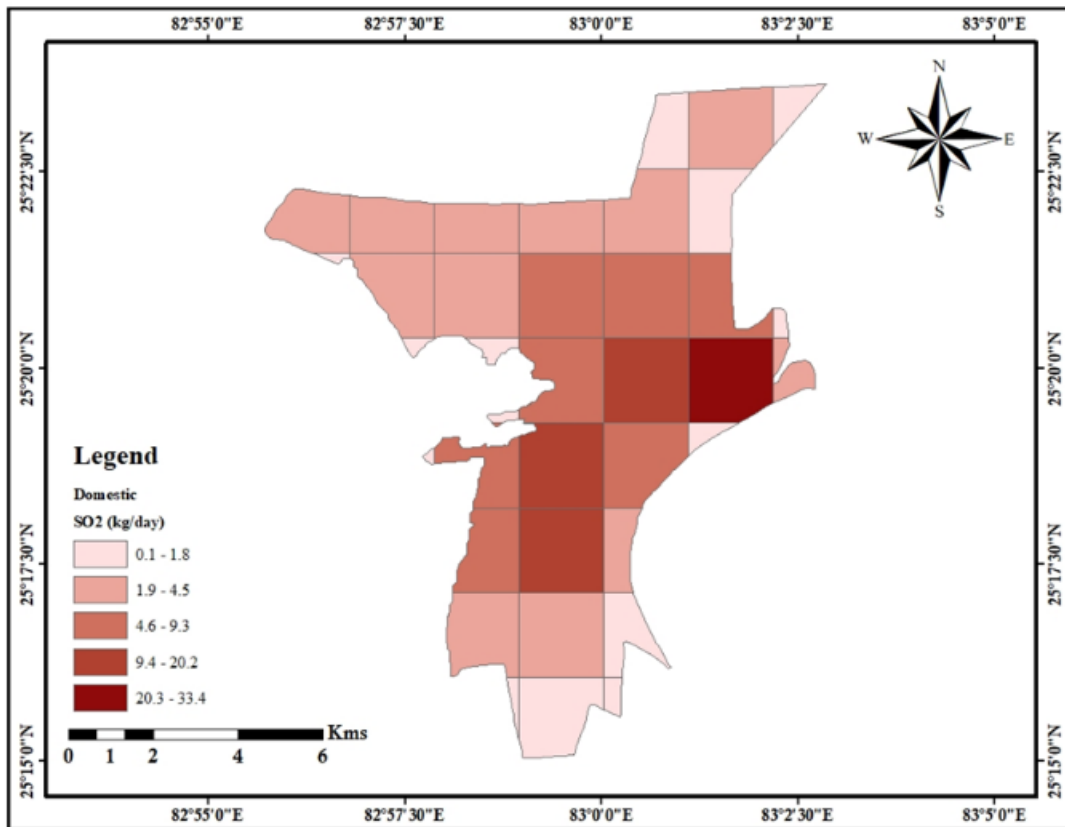 82°55'0"E 82°57'30"E 83°0'0"E 83°2'30"E 83°5'0"E
N
W E
S
25°22'30"N 25°22'30"N
25°20'0"N 25°20'0"N
25°17'30"N 25°17'30"N
25°15'0"N 25°15'0"N
Legend
Domestic
SO2 (kg/day)
0.1 - 1.8
1.9 - 4.5
4.6 - 9.3
9.4 - 20.2
20.3 - 33.4
Kms
0 1 2 4 6
82°55'0"E 82°57'30"E 83°0'0"E 83°2'30"E 83°5'0"E